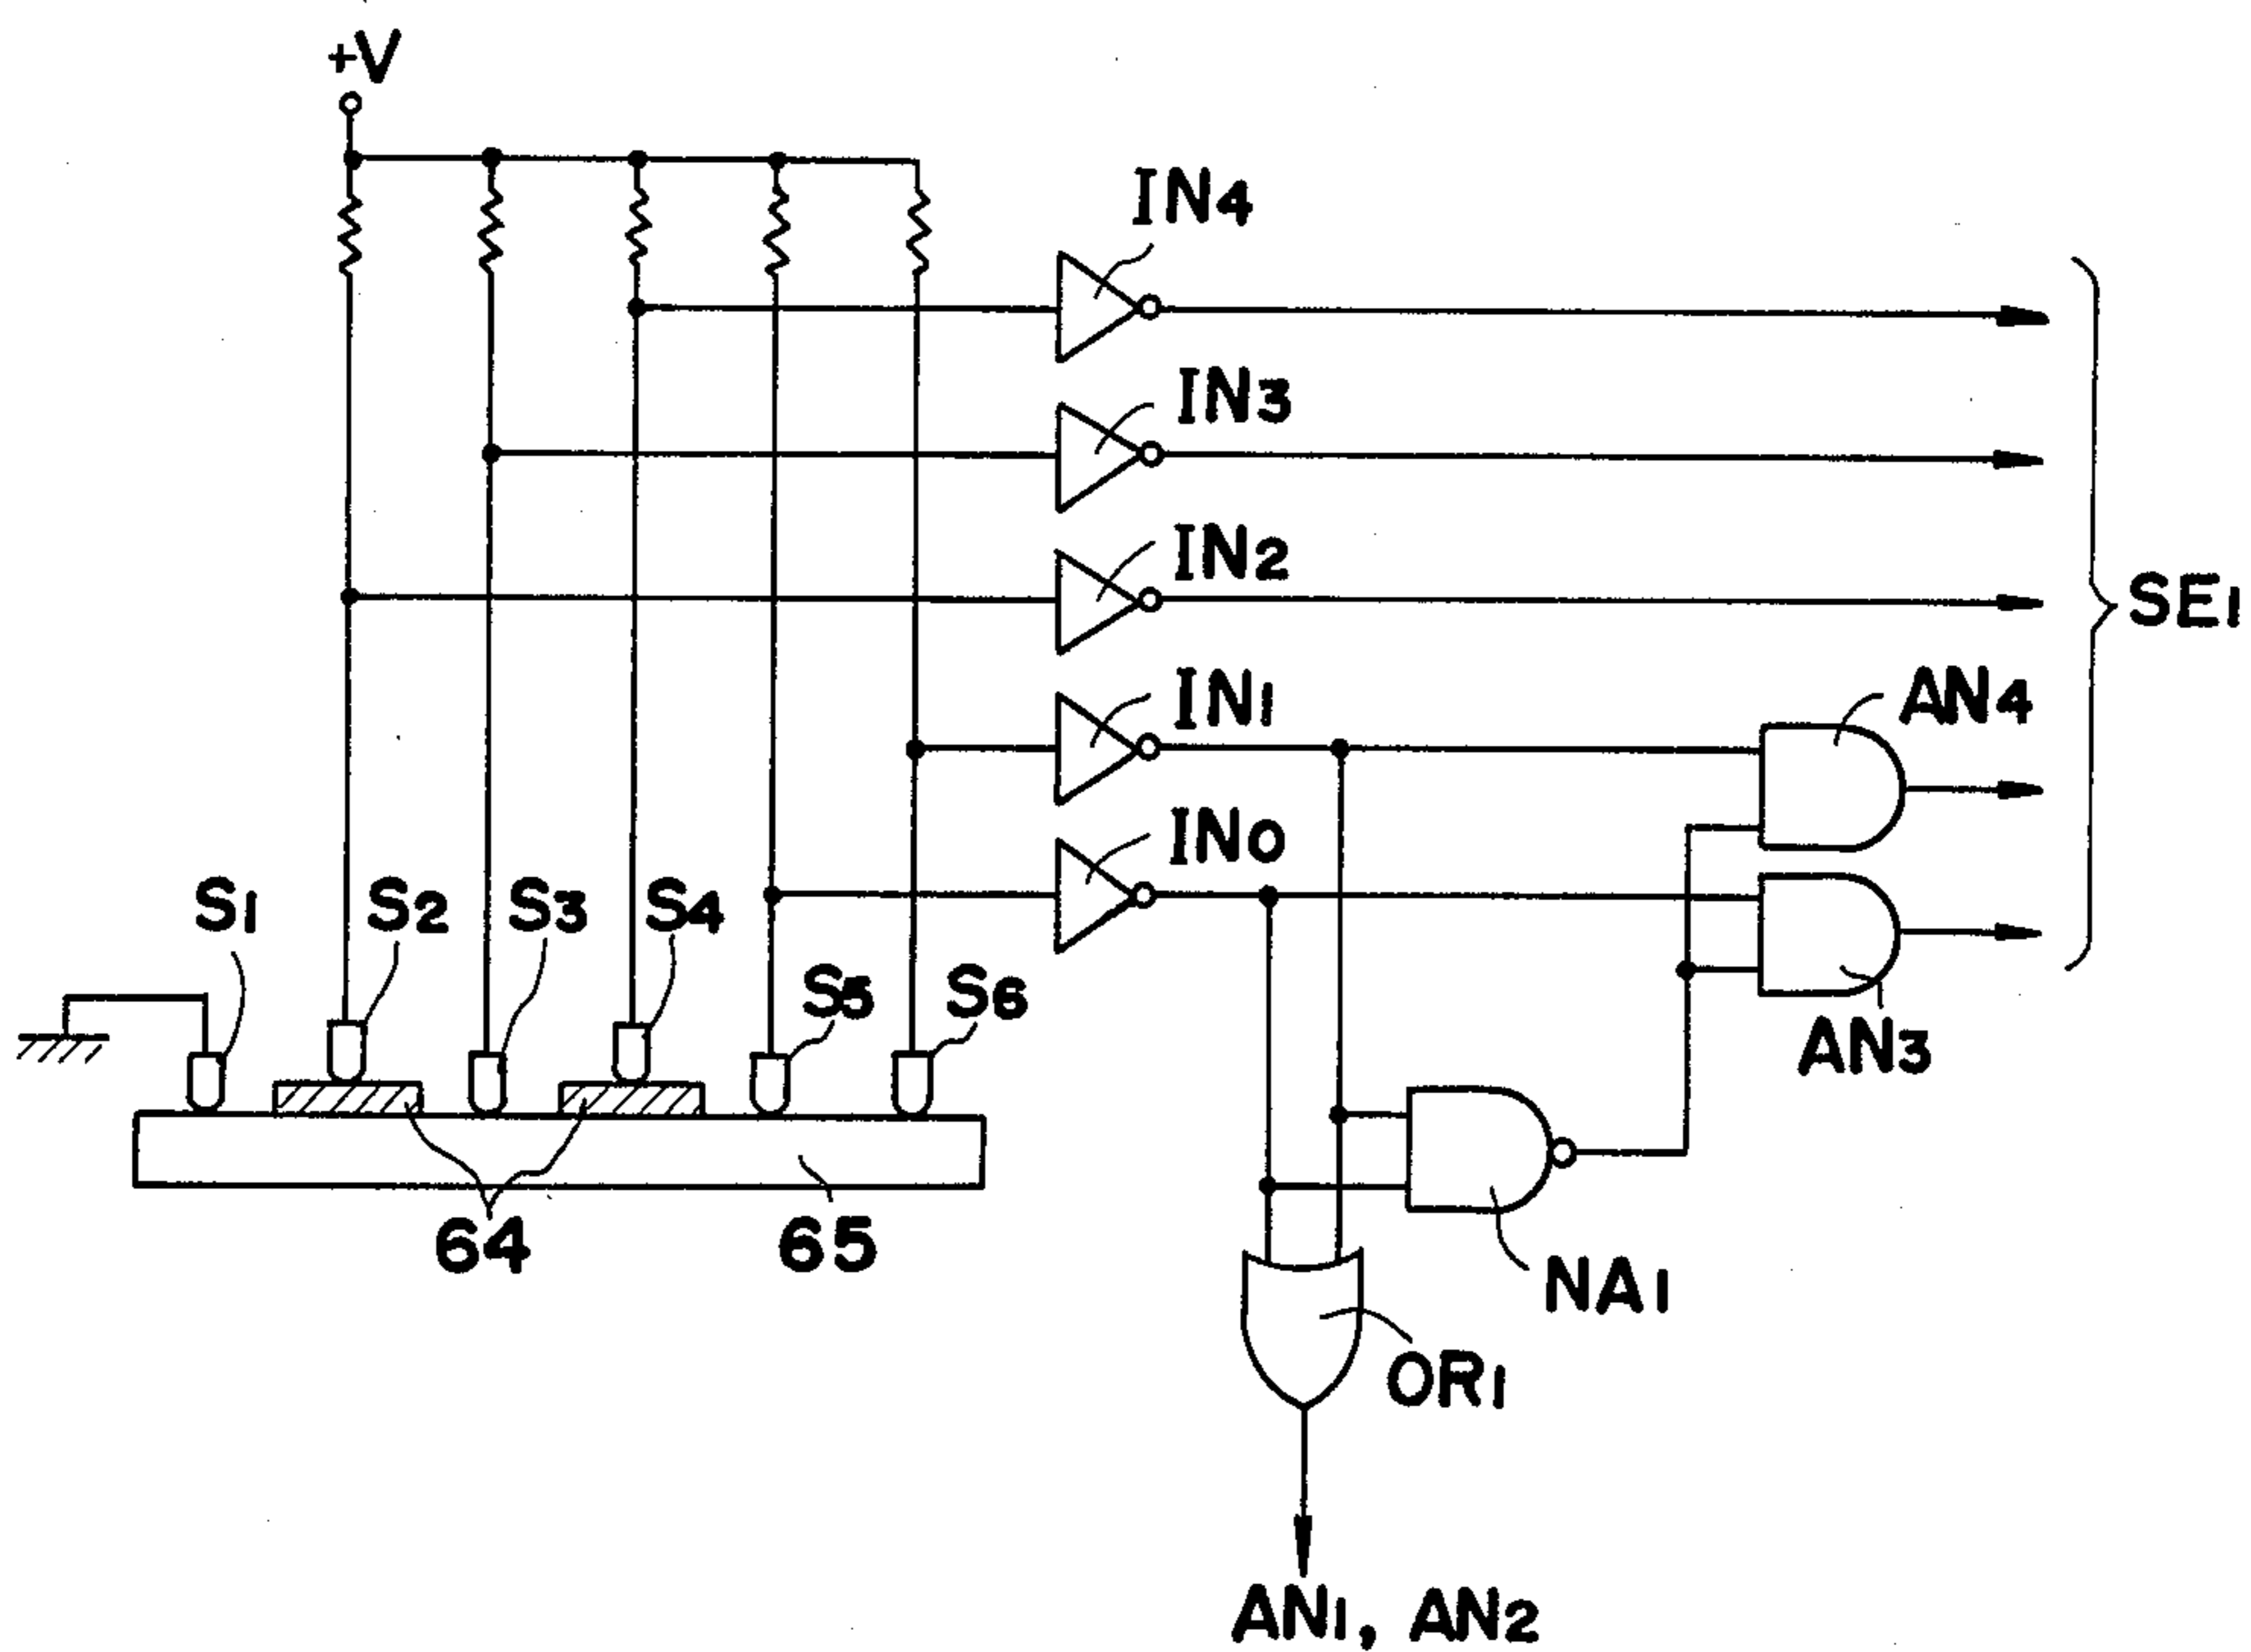 +V
IN4
IN3
IN2
SE1
IN1
AN4
IN0
S1
S2
S3
S4
S5
S6
AN3
64
65
NA1
OR1
AN1, AN2